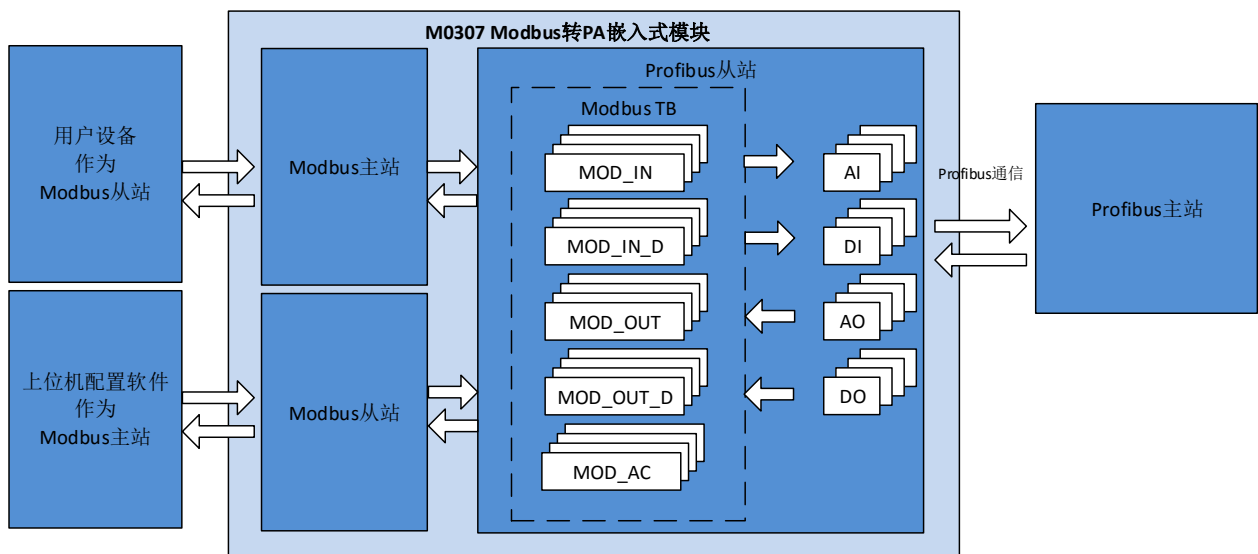 M0307 Modbus转PA嵌入式模块
用户设备
作为
Modbus从站
上位机配置软件
作为
Modbus主站
Modbus主站
Modbus从站
Profibus从站
Modbus TB
MOD_IN
MOD_IN_D
MOD_OUT
MOD_OUT_D
MOD_AC
AI
DI
AO
DO
Profibus通信
Profibus主站